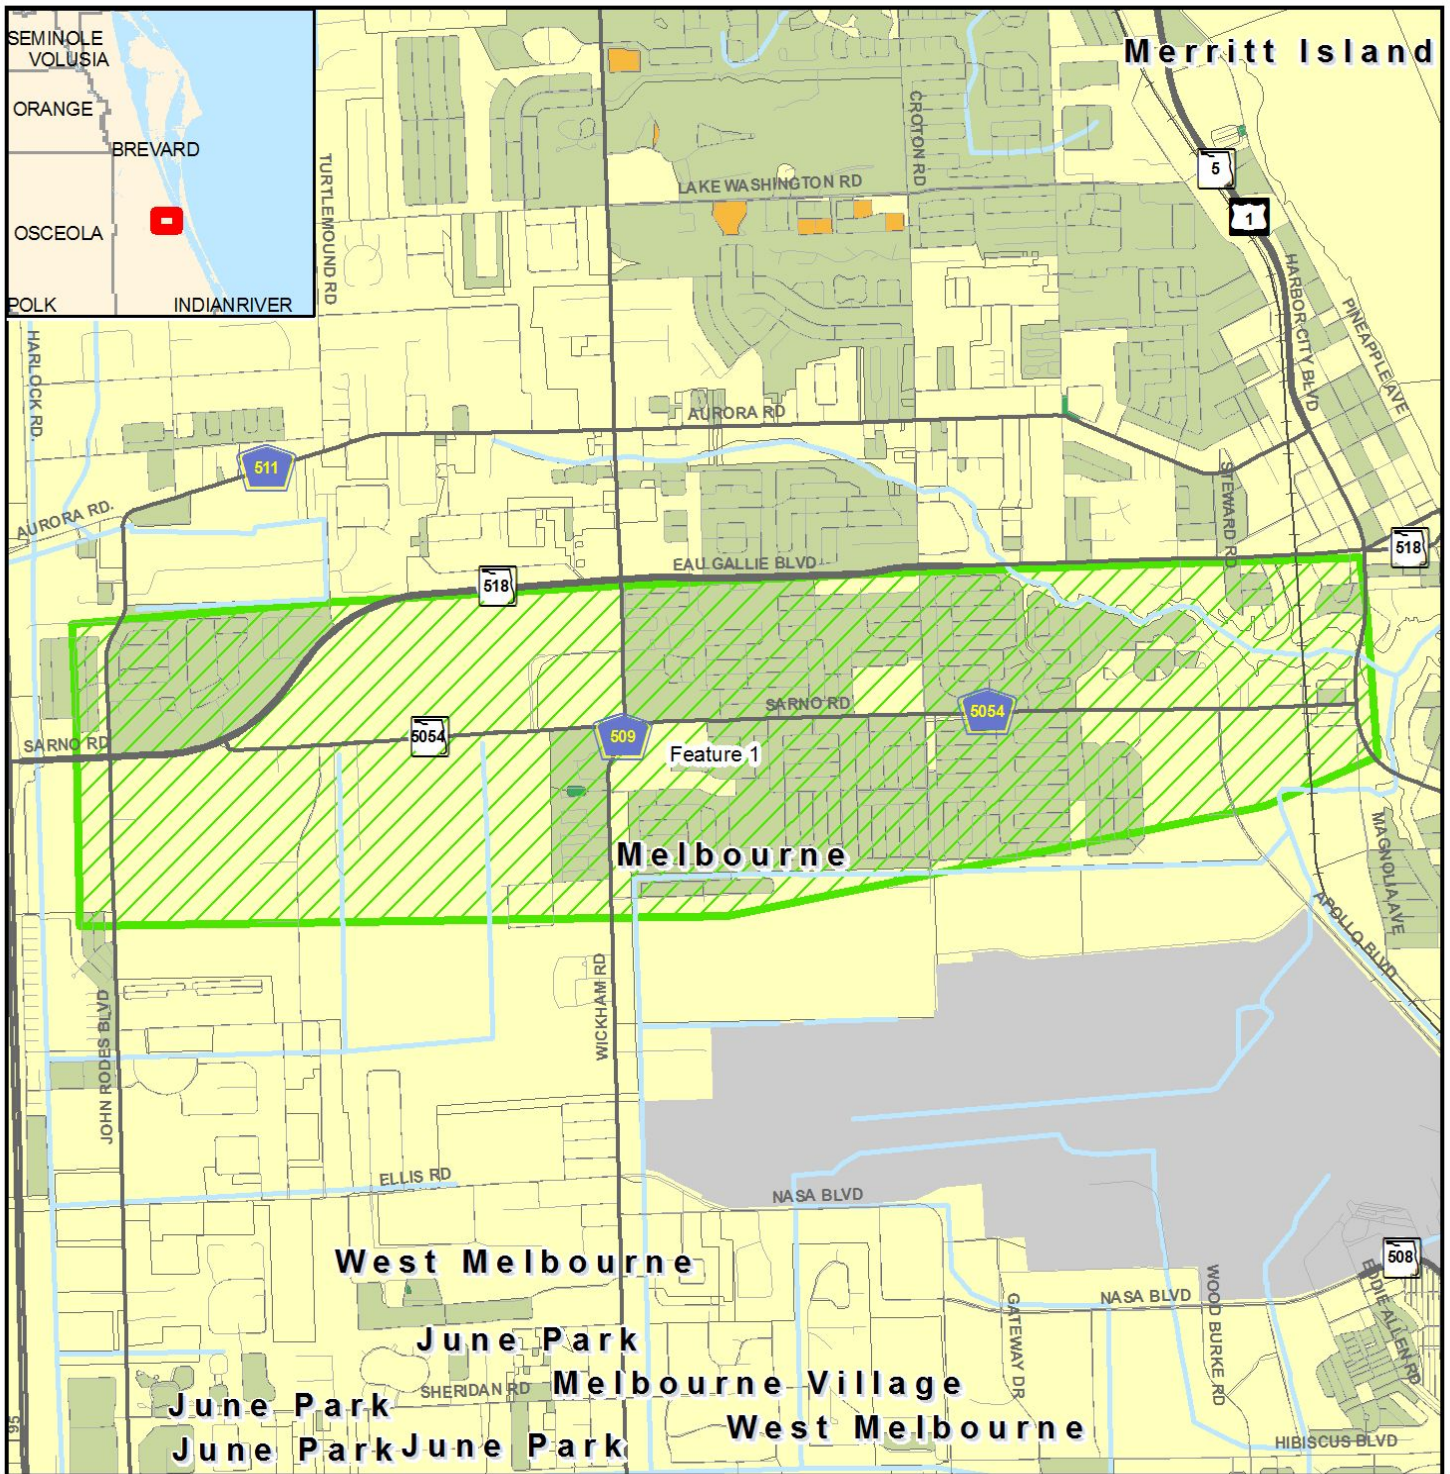 SEMINOLE
VOLUSIA
ORANGE
BREVARD
OSCEOLA
POLK
INDIANRIVER
Merritt Island
TURTLEMOUND RD
CROTON RD
LAKE WASHINGTON RD
5
1
HARBOR CITY BLVD
PINEAPPLE AVE
HARLOCK RD.
AURORA RD
511
AURORA RD.
STEWARD RD
EAU GALLIE BLVD
518
518
SARNO RD
SARNO RD
5054
509
5054
Feature 1
Melbourne
MAGNOLIA AVE
APOLLO BLVD
WICKHAM RD
JOHN RODES BLVD
ELLIS RD
NASA BLVD
West Melbourne
508
NASA BLVD
GATEWAY DR
WOOD BURKE RD
EDDIE ALLEN RD
June Park
SHERIDAN RD
Melbourne Village
June Park
West Melbourne
95
June Park
June Park
HIBISCUS BLVD